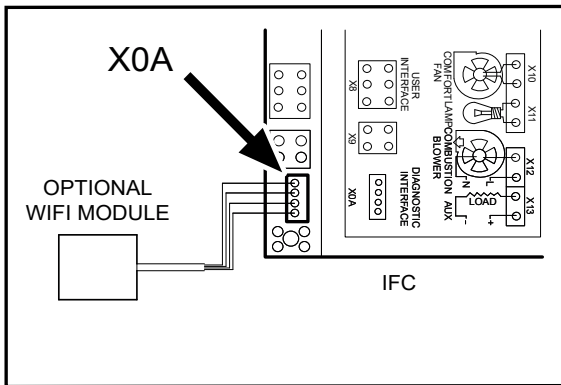 X0A
OPTIONAL
WIFI MODULE
X8
USER
INTERFACE
X9
X0A
DIAGNOSTIC
INTERFACE
COMFORT
FAN
LAMP
COMBUSTION
BLOWER
AUX
N
L
LOAD
-
+
X10
X11
X12
X13
IFC